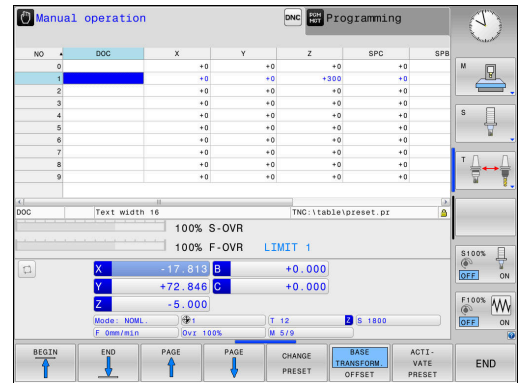 Manual operation DNC PGM MGT Programming
NO DOC X Y Z SPC SPB
0 +0 +0 +0 +0
1 +0 +0 +300 +0
2 +0 +0 +0 +0
3 +0 +0 +0 +0
4 +0 +0 +0 +0
5 +0 +0 +0 +0
6 +0 +0 +0 +0
7 +0 +0 +0 +0
8 +0 +0 +0 +0
9 +0 +0 +0 +0
DOC Text width 16 TNC:\table\preset.pr
100% S-OVR
100% F-OVR LIMIT 1
X -17.813 B +0.000
Y +72.846 C +0.000
Z -5.000
Mode: NOML. 1 T 12 Z S 1800
F 0mm/min Ovr 100% M 5/9
M
S
T
S100%
OFF ON
F100%
OFF ON
BEGIN END PAGE PAGE CHANGE PRESET BASE TRANSFORM. OFFSET ACTI- VATE PRESET END